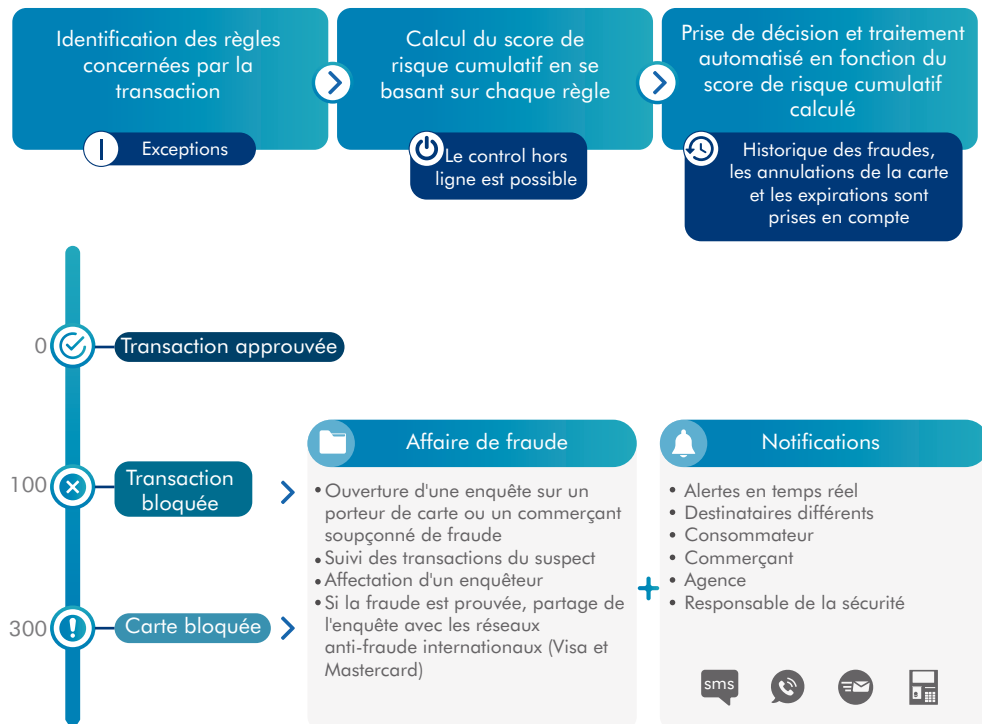 Identification des règles
concernées par la
transaction
Exceptions
Calcul du score de
risque cumulatif en se
basant sur chaque règle
Le control hors
ligne est possible
Prise de décision et traitement
automatisé en fonction du
score de risque cumulatif
calculé
Historique des fraudes,
les annulations de la carte
et les expirations sont
prises en compte
0
Transaction approuvée
100
Transaction
bloquée
300
Carte bloquée
Affaire de fraude
• Ouverture d'une enquête sur un
porteur de carte ou un commerçant
soupçonné de fraude
• Suivi des transactions du suspect
• Affectation d'un enquêteur
• Si la fraude est prouvée, partage de
l'enquête avec les réseaux
anti-fraude internationaux (Visa et
Mastercard)
+
Notifications
• Alertes en temps réel
• Destinataires différents
• Consommateur
• Commerçant
• Agence
• Responsable de la sécurité
sms